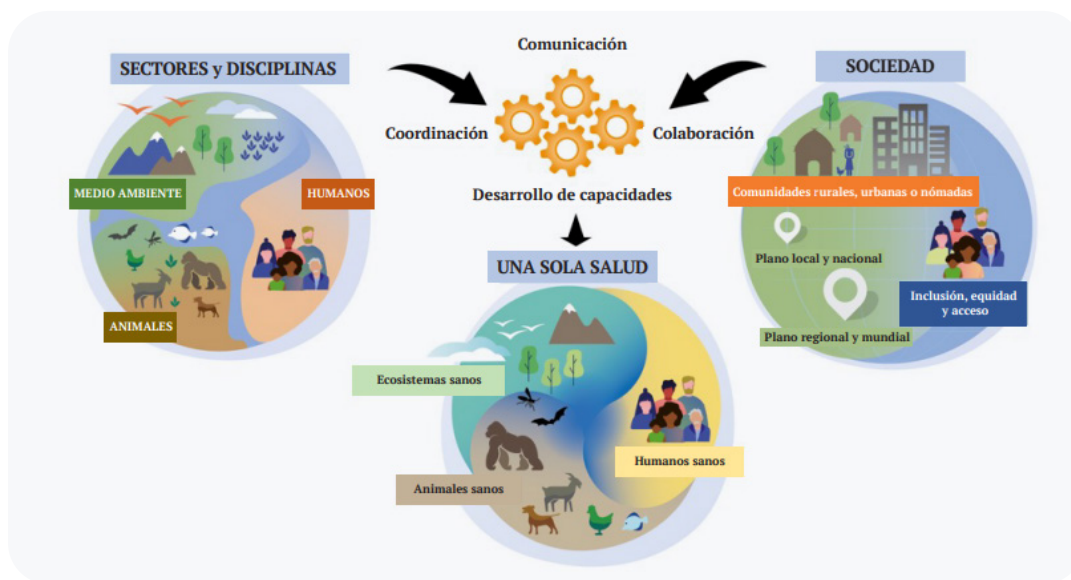 SECTORES y DISCIPLINAS
MEDIO AMBIENTE
HUMANOS
ANIMALES
Comunicación
Coordinación
Colaboración
Desarrollo de capacidades
SOCIEDAD
Comunidades rurales, urbanas o nómadas
Plano local y nacional
Inclusión, equidad
y acceso
Plano regional y mundial
UNA SOLA SALUD
Ecosistemas sanos
Humanos sanos
Animales sanos